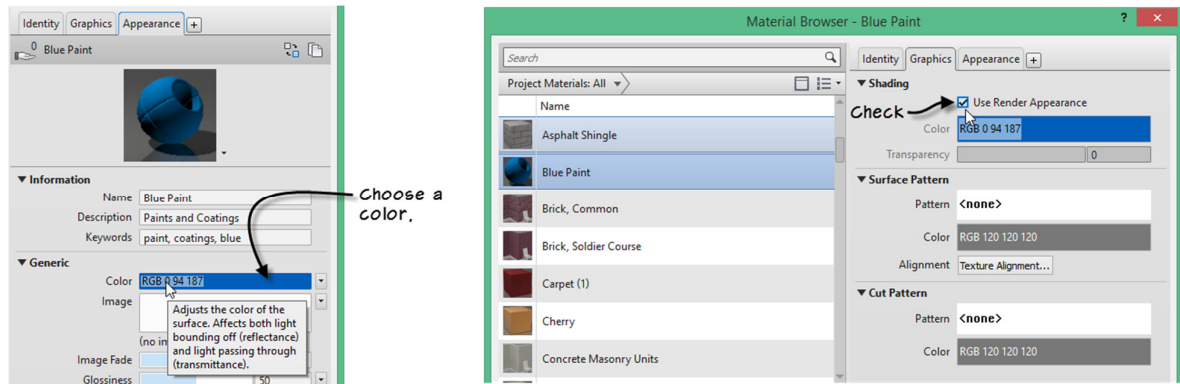 Identity Graphics Appearance +
0 Blue Paint
Information
Name Blue Paint
Description Paints and Coatings
Keywords paint, coatings, blue
Generic
Color RGB 0 94 187
Image
Adjusts the color of the
surface. Affects both light
bounding off (reflectance)
and light passing through
(transmittance).
(no in
Image Fade
Glossiness 50
Choose a
color.
Material Browser - Blue Paint ? ×
Search
Project Materials: All
Name
Asphalt Shingle
Blue Paint
Brick, Common
Brick, Soldier Course
Carpet (1)
Cherry
Concrete Masonry Units
Identity Graphics Appearance +
Shading
Check
Use Render Appearance
Color RGB 0 94 187
Transparency 0
Surface Pattern
Pattern <none>
Color RGB 120 120 120
Alignment Texture Alignment...
Cut Pattern
Pattern <none>
Color RGB 120 120 120